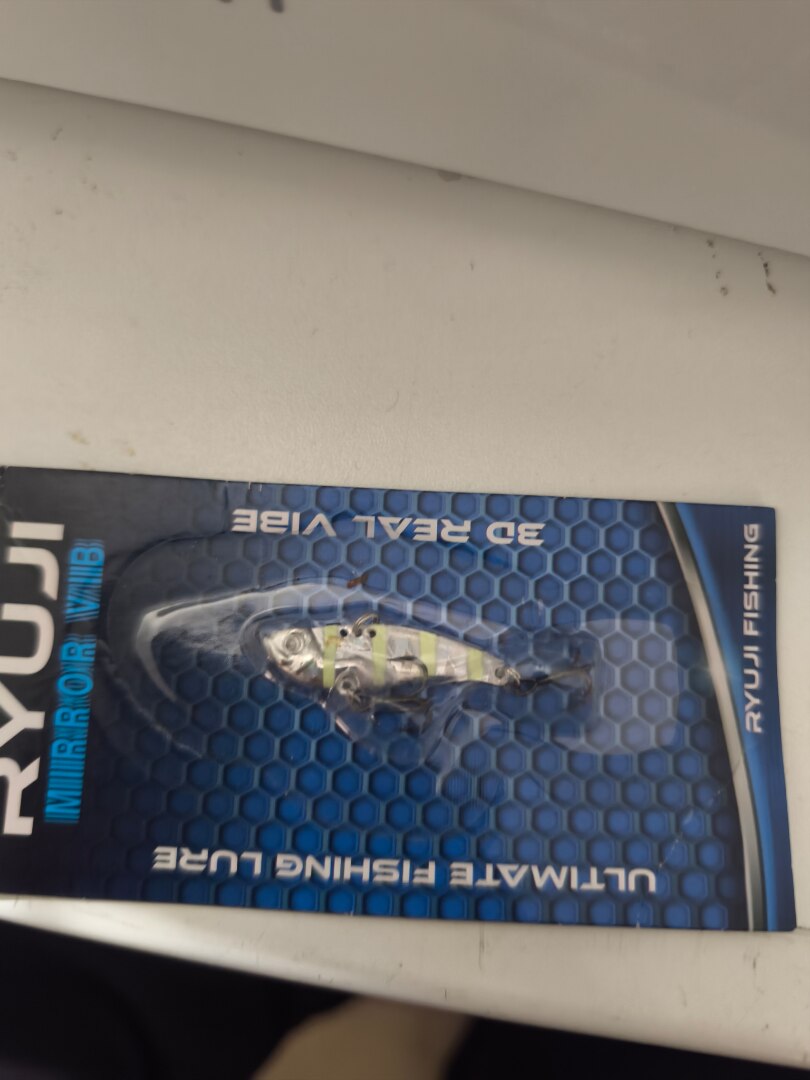 RYUJI
MIRROR VIB
3D REAL VIBE
ULTIMATE FISHING LURE
RYUJI FISHING